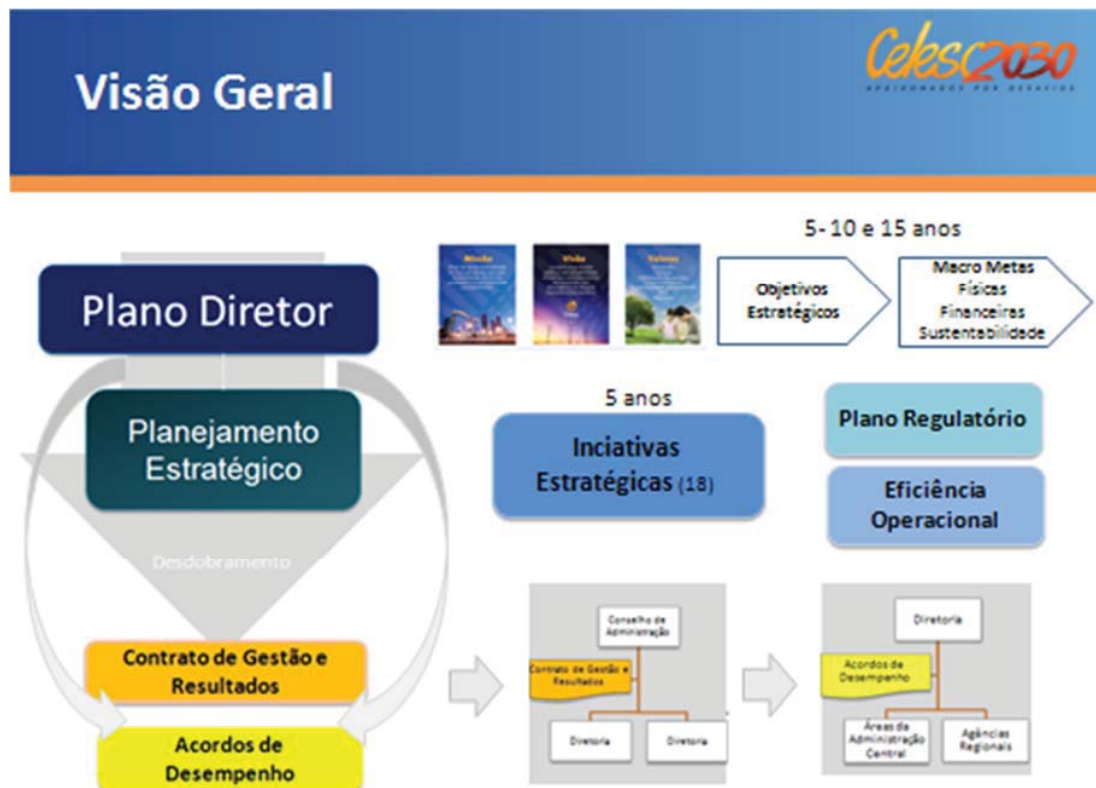 Celesc2030
APAIXONADOS POR DESAFIOS
Visão Geral
5- 10 e 15 anos
Plano Diretor
Missão
Visão
Valores
Objetivos
Estratégicos
Macro Metas
Físicas
Financeiras
Sustentabilidade
Planejamento
Estratégico
5 anos
Inciativas
Estratégicas (18)
Plano Regulatório
Eficiência
Operacional
Desdobramento
Contrato de Gestão e
Resultados
Acordos de
Desempenho
Conselho de
Administração
Contrato de Gestão e
Resultados
Diretoria
Diretoria
Diretoria
Acordos de
Desempenho
Áreas da
Administração
Central
Agências
Regionais